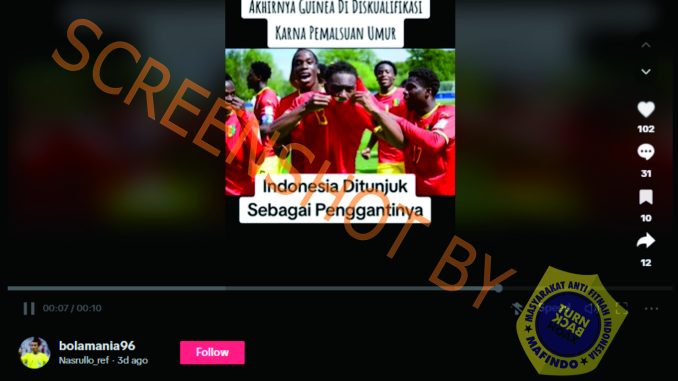 AKHIRNYA GUINEA DI DISKUALIFIKASI
KARNA PEMALSUAN UMUR
Indonesia Ditunjuk
Sebagai Penggantinya
SCREENSHOT BY
102
31
10
12
00:07 / 00:10
MASYARAKAT ANTI FITNAH INDONESIA
TURN
BACK
HOAX
MAFINDO
bolamania96
Nasrullo_ref · 3d ago
Follow